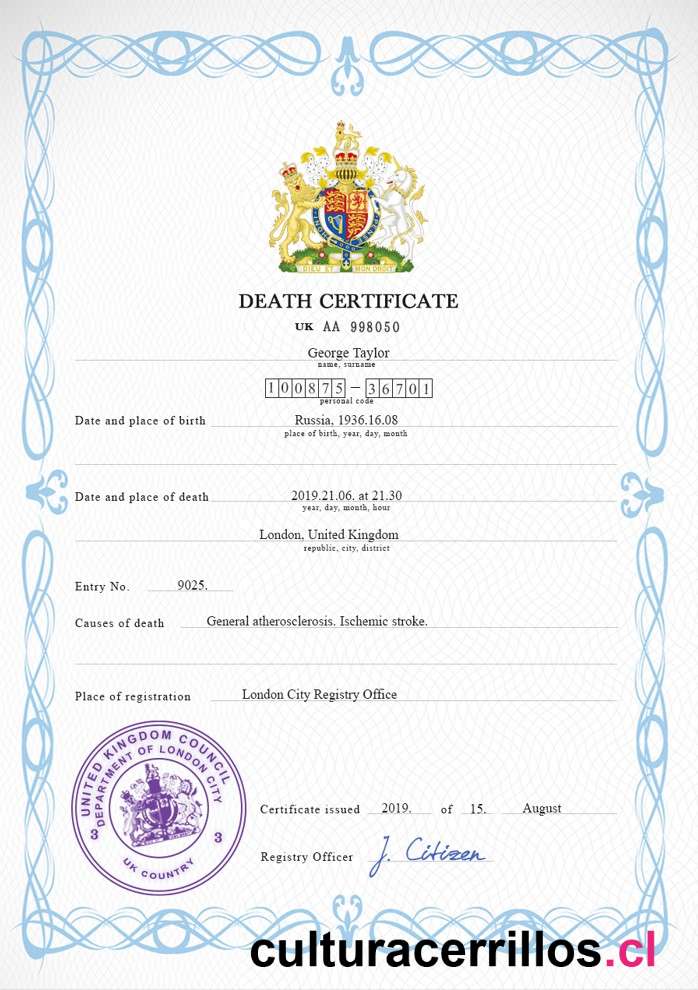 DIEU ET MON DROIT
DEATH CERTIFICATE
UK AA 998050
George Taylor
name, surname
100875-36701
personal code
Date and place of birth Russia, 1936.16.08
place of birth, year, day, month
Date and place of death 2019.21.06. at 21.30
year, day, month, hour
London, United Kingdom
republic, city, district
Entry No. 9025.
Causes of death General atherosclerosis. Ischemic stroke.
Place of registration London City Registry Office
UNITED KINGDOM COUNCIL
DEPARTMENT OF LONDON CITY
3 3
UK COUNTRY
Certificate issued 2019. of 15. August
Registry Officer J. Citizen
culturacerrillos.cl